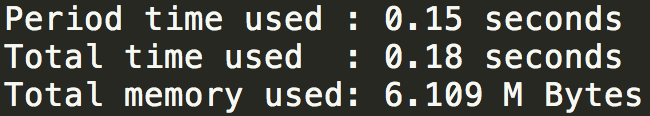 Period time used : 0.15 seconds
Total time used  : 0.18 seconds
Total memory used: 6.109 M Bytes